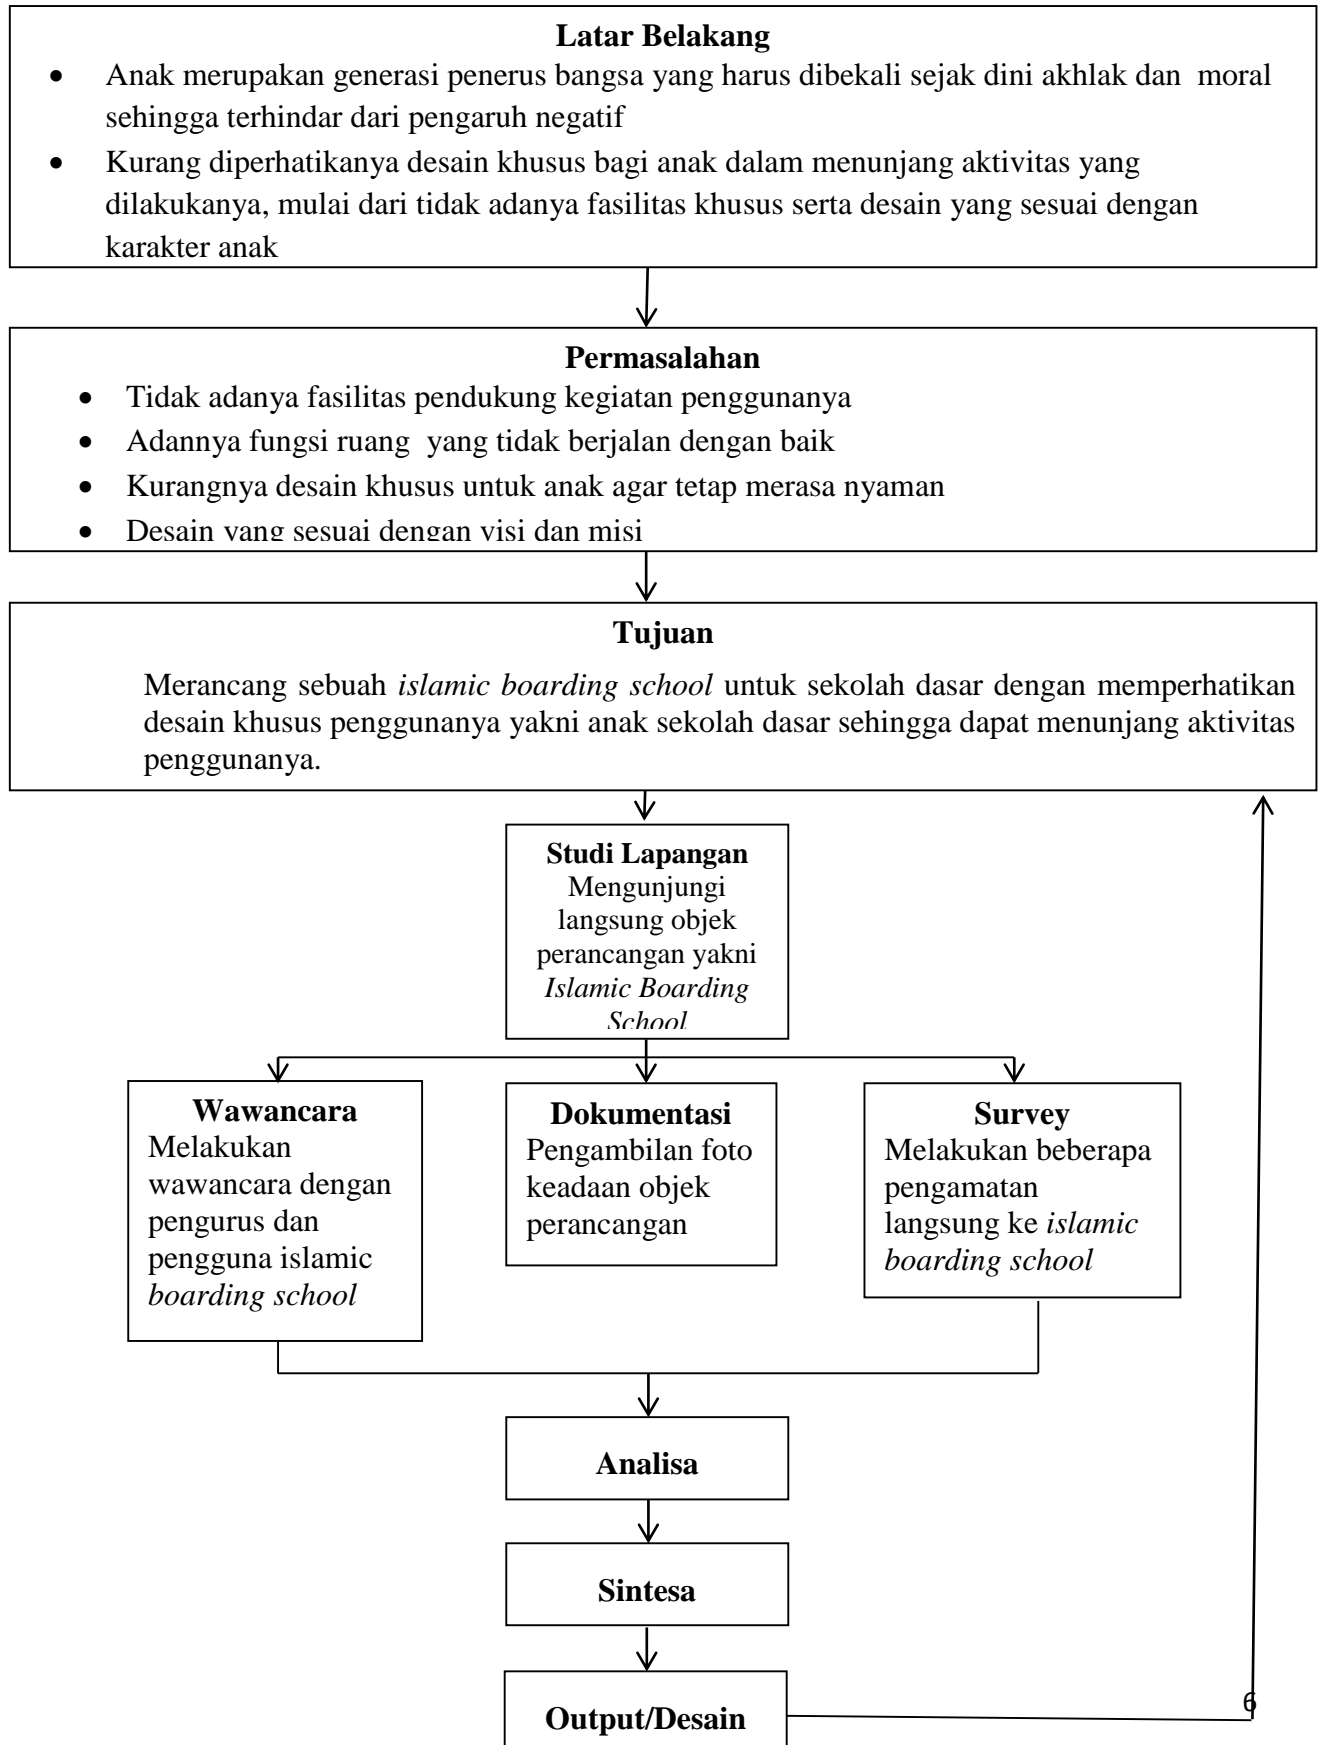 Latar Belakang
• Anak merupakan generasi penerus bangsa yang harus dibekali sejak dini akhlak dan moral
sehingga terhindar dari pengaruh negatif
• Kurang diperhatikanya desain khusus bagi anak dalam menunjang aktivitas yang
dilakukanya, mulai dari tidak adanya fasilitas khusus serta desain yang sesuai dengan
karakter anak
Permasalahan
• Tidak adanya fasilitas pendukung kegiatan penggunanya
• Adannya fungsi ruang yang tidak berjalan dengan baik
• Kurangnya desain khusus untuk anak agar tetap merasa nyaman
• Desain yang sesuai dengan visi dan misi
Tujuan
Merancang sebuah islamic boarding school untuk sekolah dasar dengan memperhatikan
desain khusus penggunanya yakni anak sekolah dasar sehingga dapat menunjang aktivitas
penggunanya.
Studi Lapangan
Mengunjungi
langsung objek
perancangan yakni
Islamic Boarding
School
Wawancara
Melakukan
wawancara dengan
pengurus dan
pengguna islamic
boarding school
Dokumentasi
Pengambilan foto
keadaan objek
perancangan
Survey
Melakukan beberapa
pengamatan
langsung ke islamic
boarding school
Analisa
Sintesa
Output/Desain
6